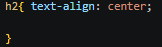 h2{ text-align: center;
}